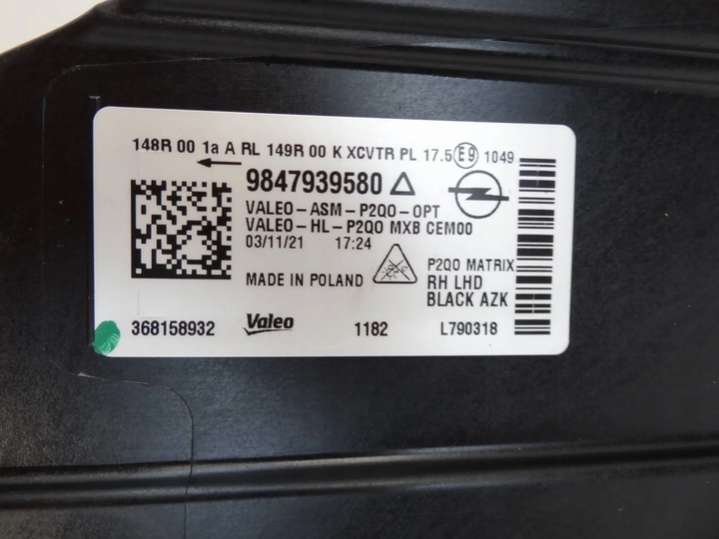 148R 00 1a A RL 149R 00 K XCVTR PL 17.5 E9 1049
9847939580
VALEO-ASM-P2QO-OPT
VALEO-HL-P2QO MXB CEM00
03/11/21 17:24
MADE IN POLAND
P2QO MATRIX
RH LHD
BLACK AZK
368158932 Valeo 1182 L790318